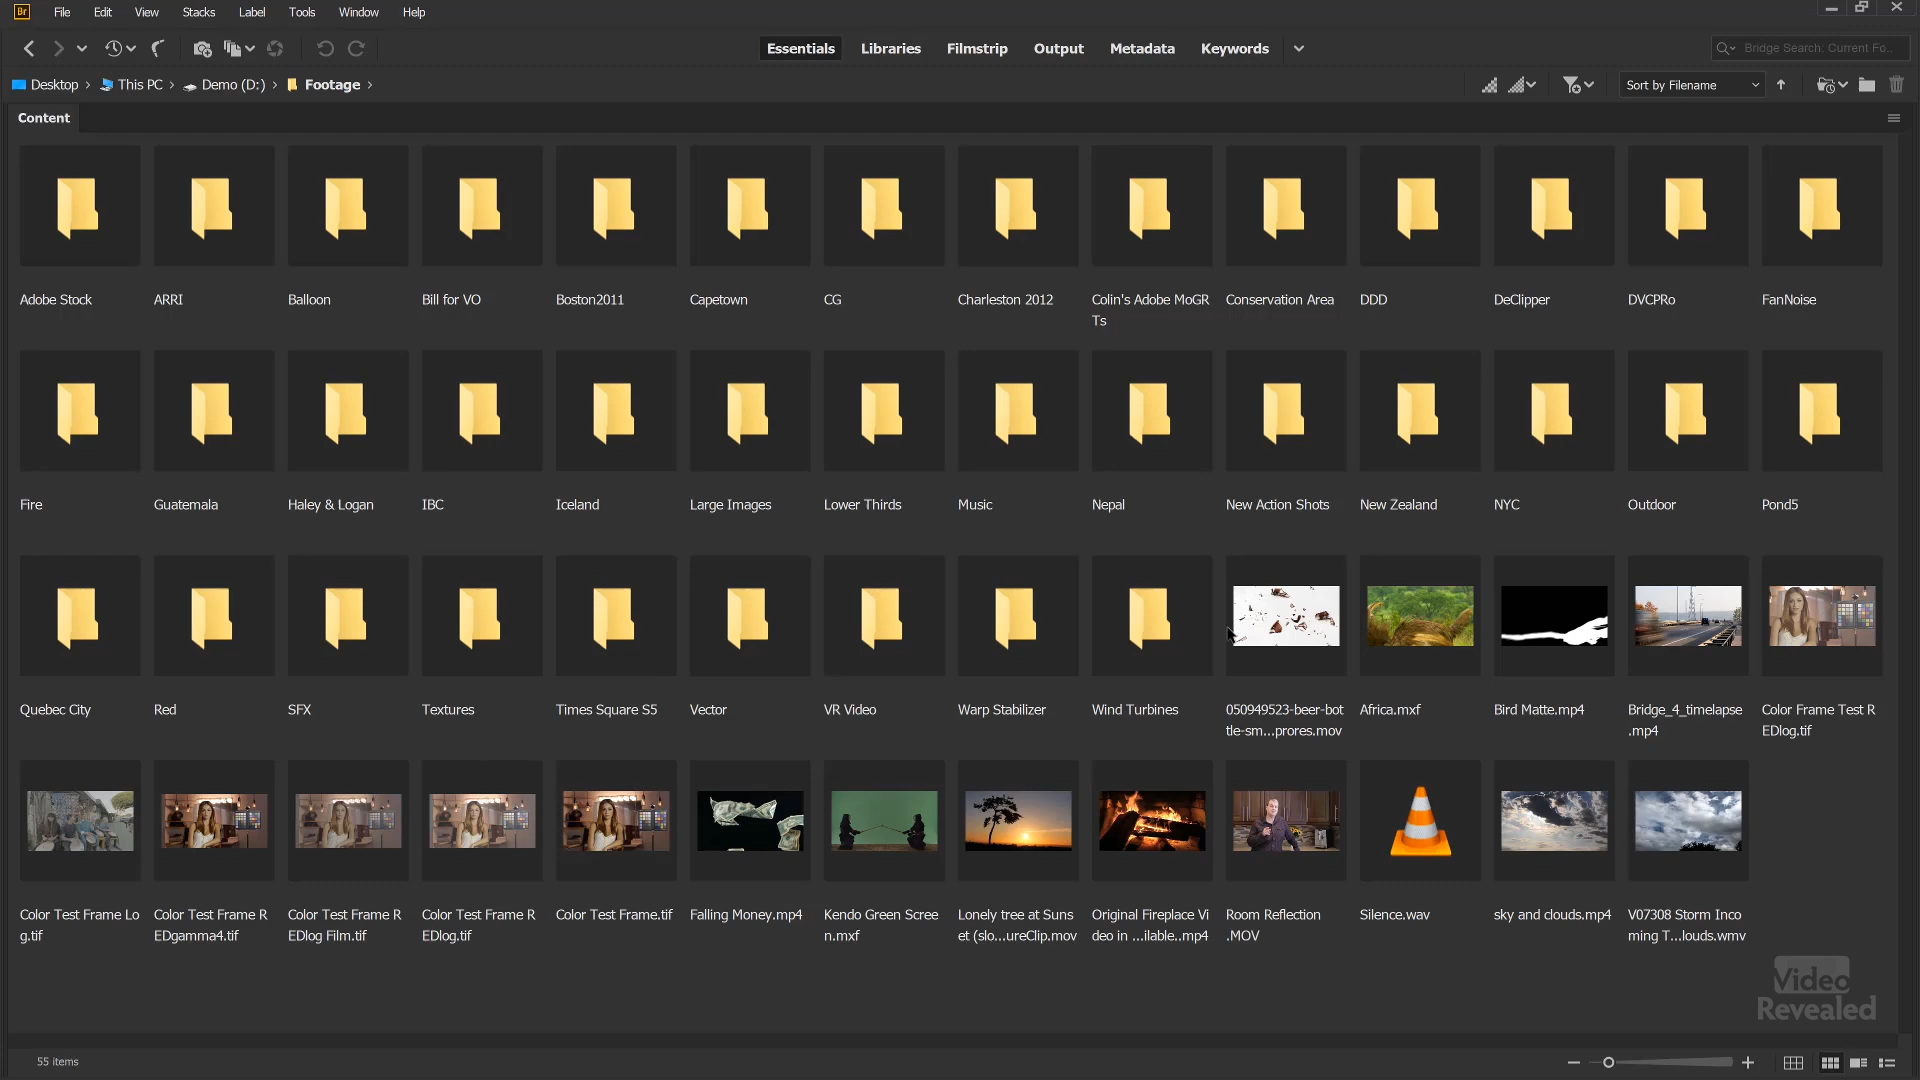 Br File Edit View Stacks Label Tools Window Help
Essentials Libraries Filmstrip Output Metadata Keywords
Bridge Search: Current Fo...
Desktop This PC Demo (D:) Footage
Sort by Filename
Content
Adobe Stock
ARRI
Balloon
Bill for VO
Boston2011
Capetown
CG
Charleston 2012
Colin's Adobe MoGR
Ts
Conservation Area
DDD
DeClipper
DVCPRo
FanNoise
Fire
Guatemala
Haley & Logan
IBC
Iceland
Large Images
Lower Thirds
Music
Nepal
New Action Shots
New Zealand
NYC
Outdoor
Pond5
Quebec City
Red
SFX
Textures
Times Square S5
Vector
VR Video
Warp Stabilizer
Wind Turbines
050949523-beer-bot
tle-sm...prores.mov
Africa.mxf
Bird Matte.mp4
Bridge_4_timelapse
.mp4
Color Frame Test R
EDlog.tif
Color Test Frame Lo
g.tif
Color Test Frame R
EDgamma4.tif
Color Test Frame R
EDlog Film.tif
Color Test Frame R
EDlog.tif
Color Test Frame.tif
Falling Money.mp4
Kendo Green Scree
n.mxf
Lonely tree at Suns
et (slo...ureClip.mov
Original Fireplace Vi
deo in ...ilable..mp4
Room Reflection
.MOV
Silence.wav
sky and clouds.mp4
V07308 Storm Inco
ming T...louds.wmv
Video
Revealed
55 items